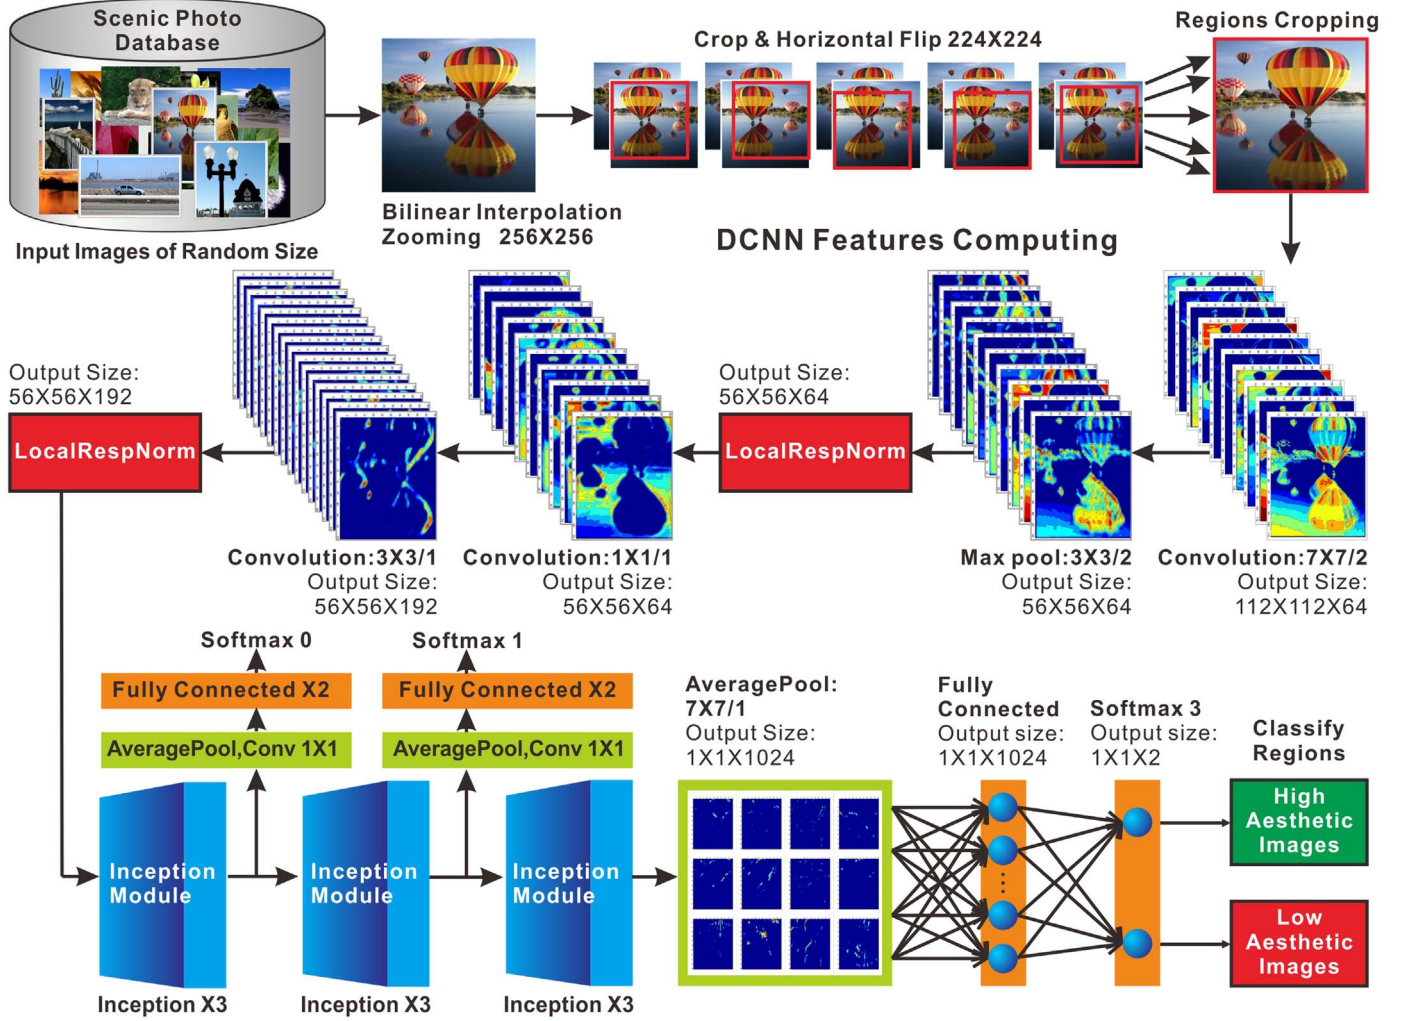 Scenic Photo
Database
Input Images of Random Size
Bilinear Interpolation
Zooming 256X256
Crop & Horizontal Flip 224X224
Regions Cropping
DCNN Features Computing
Output Size:
56X56X192
LocalRespNorm
Convolution:3X3/1
Output Size:
56X56X192
Convolution:1X1/1
Output Size:
56X56X64
Output Size:
56X56X64
LocalRespNorm
Max pool:3X3/2
Output Size:
56X56X64
Convolution:7X7/2
Output Size:
112X112X64
Softmax 0
Fully Connected X2
AveragePool,Conv 1X1
Softmax 1
Fully Connected X2
AveragePool,Conv 1X1
Inception
Module
Inception X3
Inception
Module
Inception X3
Inception
Module
Inception X3
AveragePool:
7X7/1
Output Size:
1X1X1024
Fully
Connected
Output size:
1X1X1024
Softmax 3
Output size:
1X1X2
Classify
Regions
High
Aesthetic
Images
Low
Aesthetic
Images